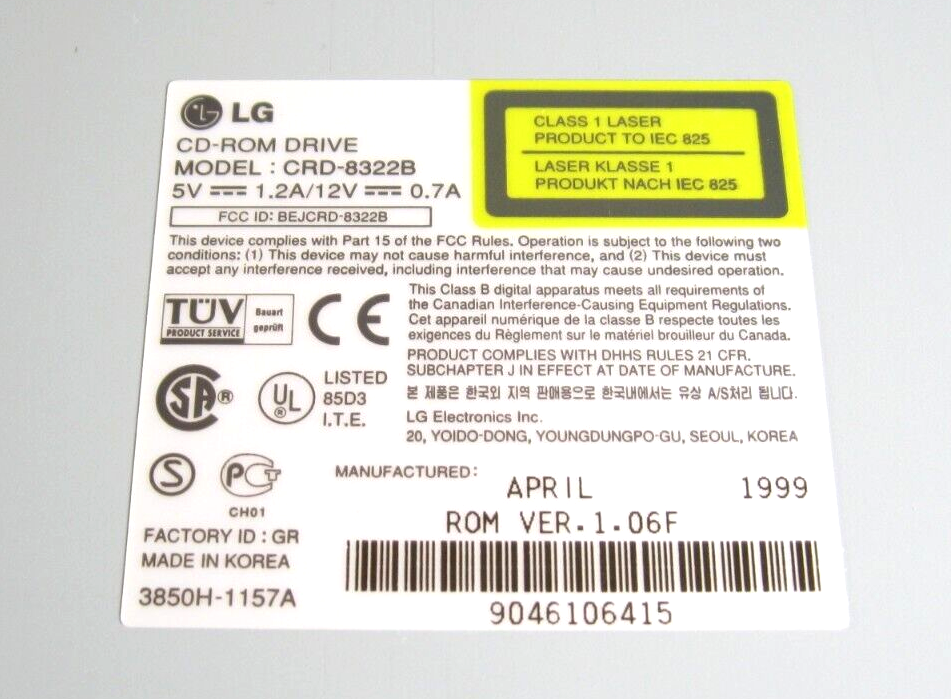 LG
CD-ROM DRIVE
MODEL : CRD-8322B
5V ⎓ 1.2A/12V ⎓ 0.7A
FCC ID: BEJCRD-8322B
CLASS 1 LASER
PRODUCT TO IEC 825
LASER KLASSE 1
PRODUKT NACH IEC 825
This device complies with Part 15 of the FCC Rules. Operation is subject to the following two
conditions: (1) This device may not cause harmful interference, and (2) This device must
accept any interference received, including interference that may cause undesired operation.
TÜV
PRODUCT SERVICE
Bauart
geprüft
CE
This Class B digital apparatus meets all requirements of
the Canadian Interference-Causing Equipment Regulations.
Cet appareil numérique de la classe B respecte toutes les
exigences du Règlement sur le matériel brouilleur du Canada.
PRODUCT COMPLIES WITH DHHS RULES 21 CFR.
SUBCHAPTER J IN EFFECT AT DATE OF MANUFACTURE.
본 제품은 한국외 지역 판매용으로 한국내에서는 유상 A/S처리 됩니다.
LG Electronics Inc.
20, YOIDO-DONG, YOUNGDUNGPO-GU, SEOUL, KOREA
SA®
UL
LISTED
85D3
I.T.E.
S
PCT
CH01
MANUFACTURED:
APRIL 1999
ROM VER.1.06F
FACTORY ID : GR
MADE IN KOREA
3850H-1157A
9046106415